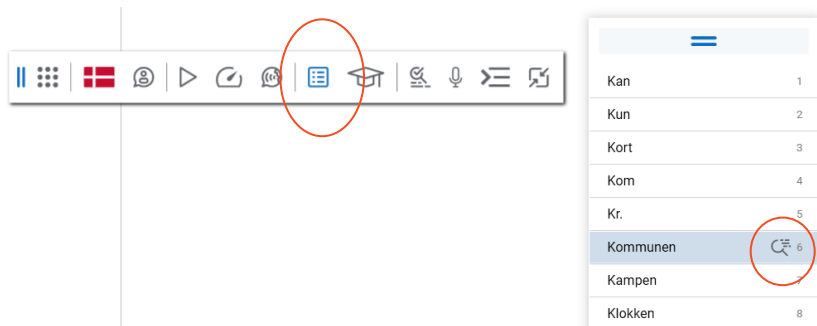 Kan 1
Kun 2
Kort 3
Kom 4
Kr. 5
Kommunen 6
Kampen 7
Klokken 8